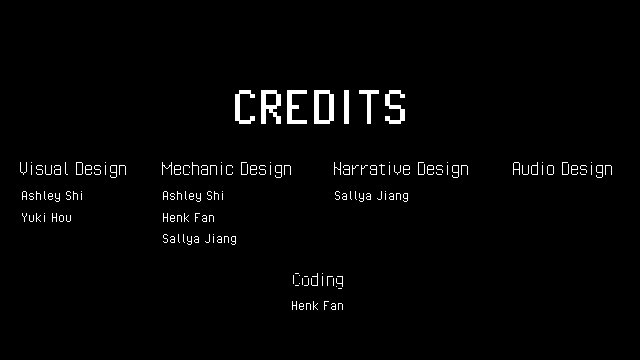 CREDITS
Visual Design
Ashley Shi
Yuki Hou
Mechanic Design
Ashley Shi
Henk Fan
Sallya Jiang
Narrative Design
Sallya Jiang
Audio Design
Coding
Henk Fan